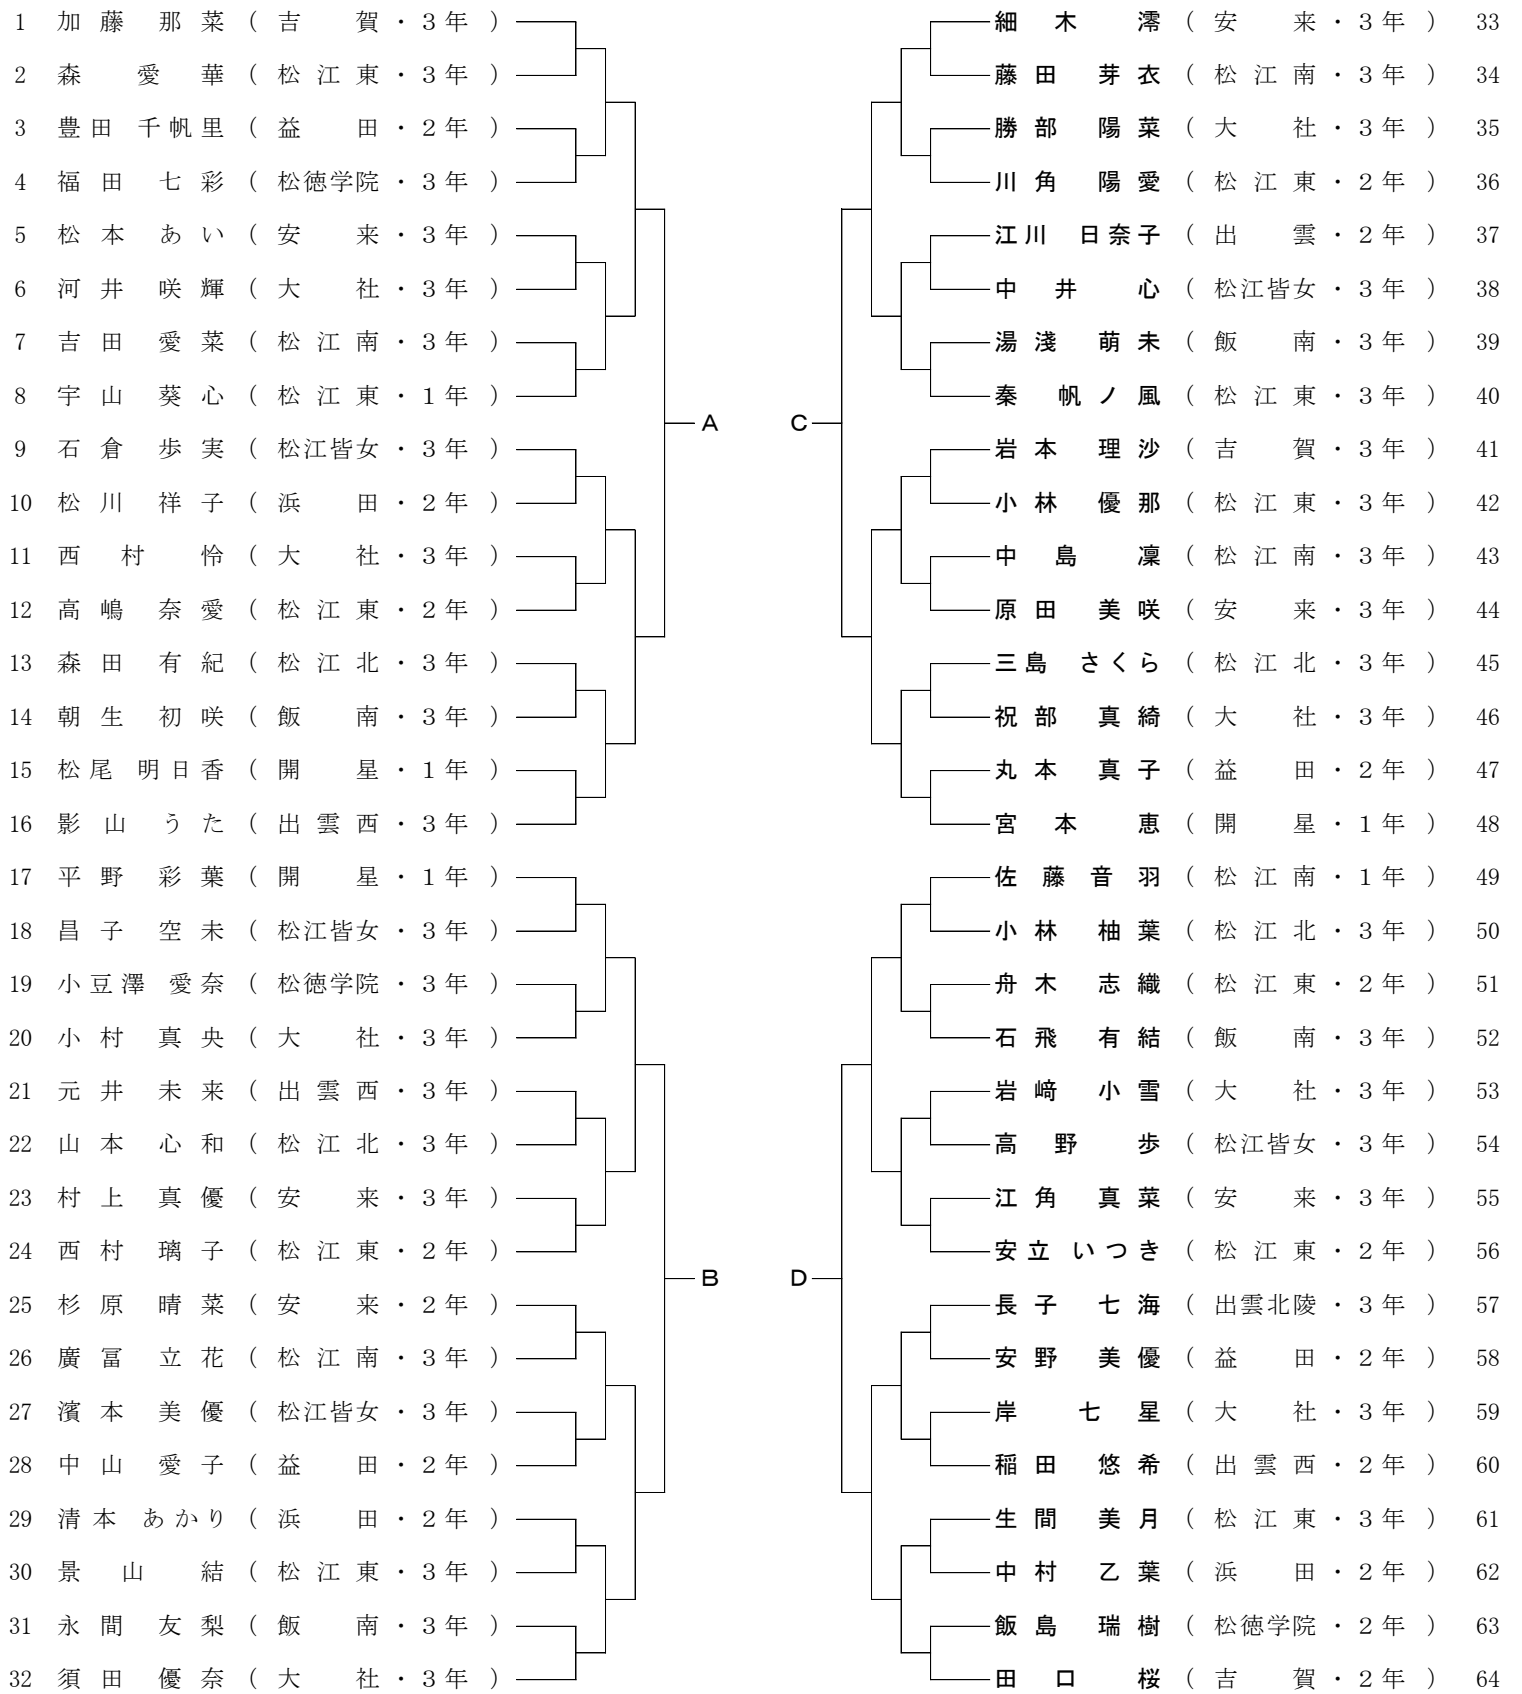 1 加藤 那菜 (吉賀・3年)
2 森 愛華 (松江東・3年)
3 豊田 千帆里 (益田・2年)
4 福田 七彩 (松徳学院・3年)
5 松本 あい (安来・3年)
6 河井 咲輝 (大社・3年)
7 吉田 愛菜 (松江南・3年)
8 宇山 葵心 (松江東・1年)
9 石倉 歩実 (松江皆女・3年)
10 松川 祥子 (浜田・2年)
11 西村 怜 (大社・3年)
12 高嶋 奈愛 (松江東・2年)
13 森田 有紀 (松江北・3年)
14 朝生 初咲 (飯南・3年)
15 松尾 明日香 (開星・1年)
16 影山 うた (出雲西・3年)
A
17 平野 彩葉 (開星・1年)
18 昌子 空未 (松江皆女・3年)
19 小豆澤 愛奈 (松徳学院・3年)
20 小村 真央 (大社・3年)
21 元井 未来 (出雲西・3年)
22 山本 心和 (松江北・3年)
23 村上 真優 (安来・3年)
24 西村 璃子 (松江東・2年)
25 杉原 晴菜 (安来・2年)
26 廣冨 立花 (松江南・3年)
27 濱本 美優 (松江皆女・3年)
28 中山 愛子 (益田・2年)
29 清本 あかり (浜田・2年)
30 景山 結 (松江東・3年)
31 永間 友梨 (飯南・3年)
32 須田 優奈 (大社・3年)
B
細木 澪 (安来・3年) 33
藤田 芽衣 (松江南・3年) 34
勝部 陽菜 (大社・3年) 35
川角 陽愛 (松江東・2年) 36
江川 日奈子 (出雲・2年) 37
中井 心 (松江皆女・3年) 38
湯淺 萌未 (飯南・3年) 39
秦 帆ノ風 (松江東・3年) 40
岩本 理沙 (吉賀・3年) 41
小林 優那 (松江東・3年) 42
中島 凜 (松江南・3年) 43
原田 美咲 (安来・3年) 44
三島 さくら (松江北・3年) 45
祝部 真綺 (大社・3年) 46
丸本 真子 (益田・2年) 47
宮本 恵 (開星・1年) 48
C
佐藤 音羽 (松江南・1年) 49
小林 柚葉 (松江北・3年) 50
舟木 志織 (松江東・2年) 51
石飛 有結 (飯南・3年) 52
岩﨑 小雪 (大社・3年) 53
高野 歩 (松江皆女・3年) 54
江角 真菜 (安来・3年) 55
安立 いつき (松江東・2年) 56
長子 七海 (出雲北陵・3年) 57
安野 美優 (益田・2年) 58
岸 七星 (大社・3年) 59
稲田 悠希 (出雲西・2年) 60
生間 美月 (松江東・3年) 61
中村 乙葉 (浜田・2年) 62
飯島 瑞樹 (松徳学院・2年) 63
田口 桜 (吉賀・2年) 64
D